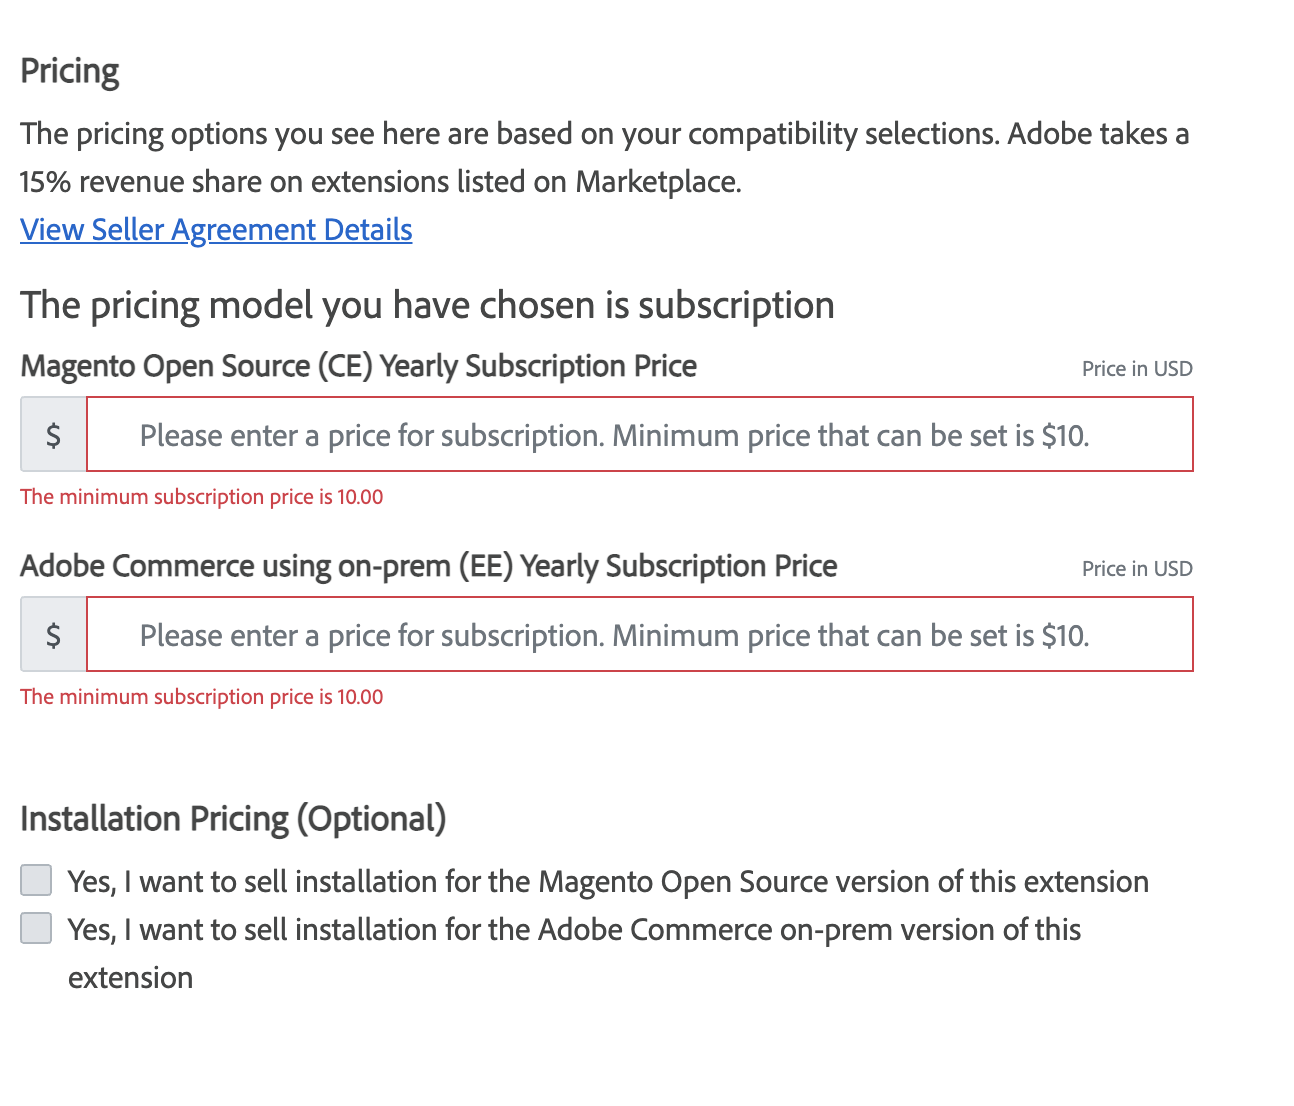 Pricing
The pricing options you see here are based on your compatibility selections. Adobe takes a
15% revenue share on extensions listed on Marketplace.
View Seller Agreement Details
The pricing model you have chosen is subscription
Magento Open Source (CE) Yearly Subscription Price
Price in USD
$
Please enter a price for subscription. Minimum price that can be set is $10.
The minimum subscription price is 10.00
Adobe Commerce using on-prem (EE) Yearly Subscription Price
Price in USD
$
Please enter a price for subscription. Minimum price that can be set is $10.
The minimum subscription price is 10.00
Installation Pricing (Optional)
Yes, I want to sell installation for the Magento Open Source version of this extension
Yes, I want to sell installation for the Adobe Commerce on-prem version of this
extension